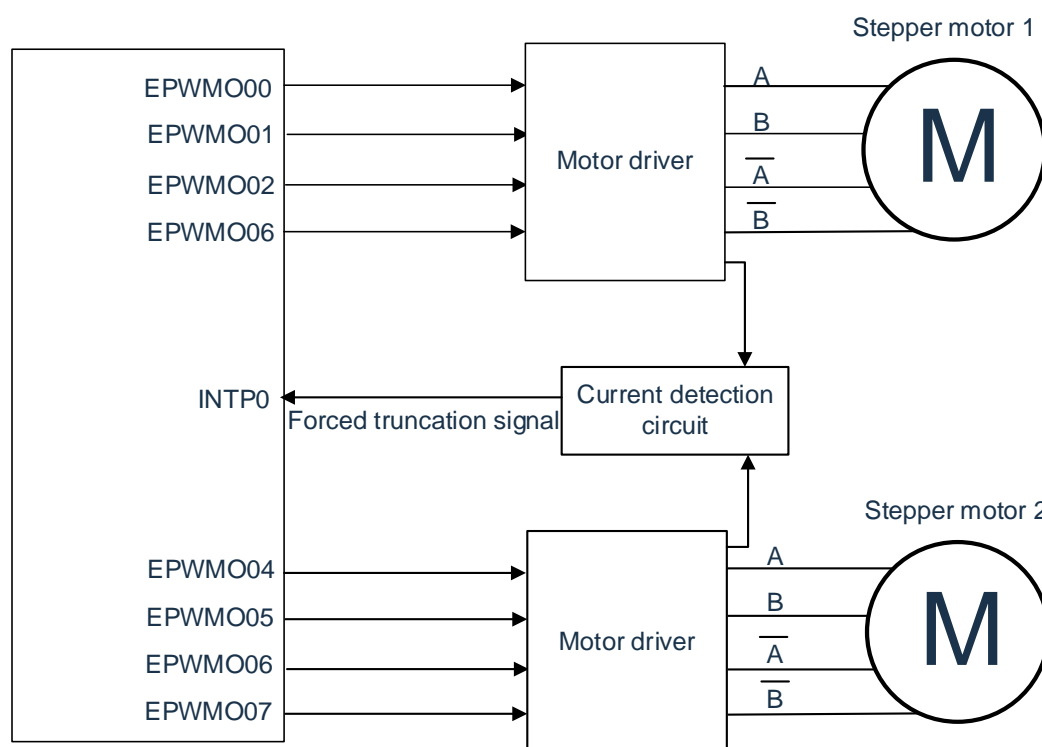 Stepper motor 1
EPWMO00
EPWMO01
EPWMO02
EPWMO06
Motor driver
A
B
A̅
B̅
M
INTP0
Forced truncation signal
Current detection
circuit
Stepper motor 2
EPWMO04
EPWMO05
EPWMO06
EPWMO07
Motor driver
A
B
A̅
B̅
M